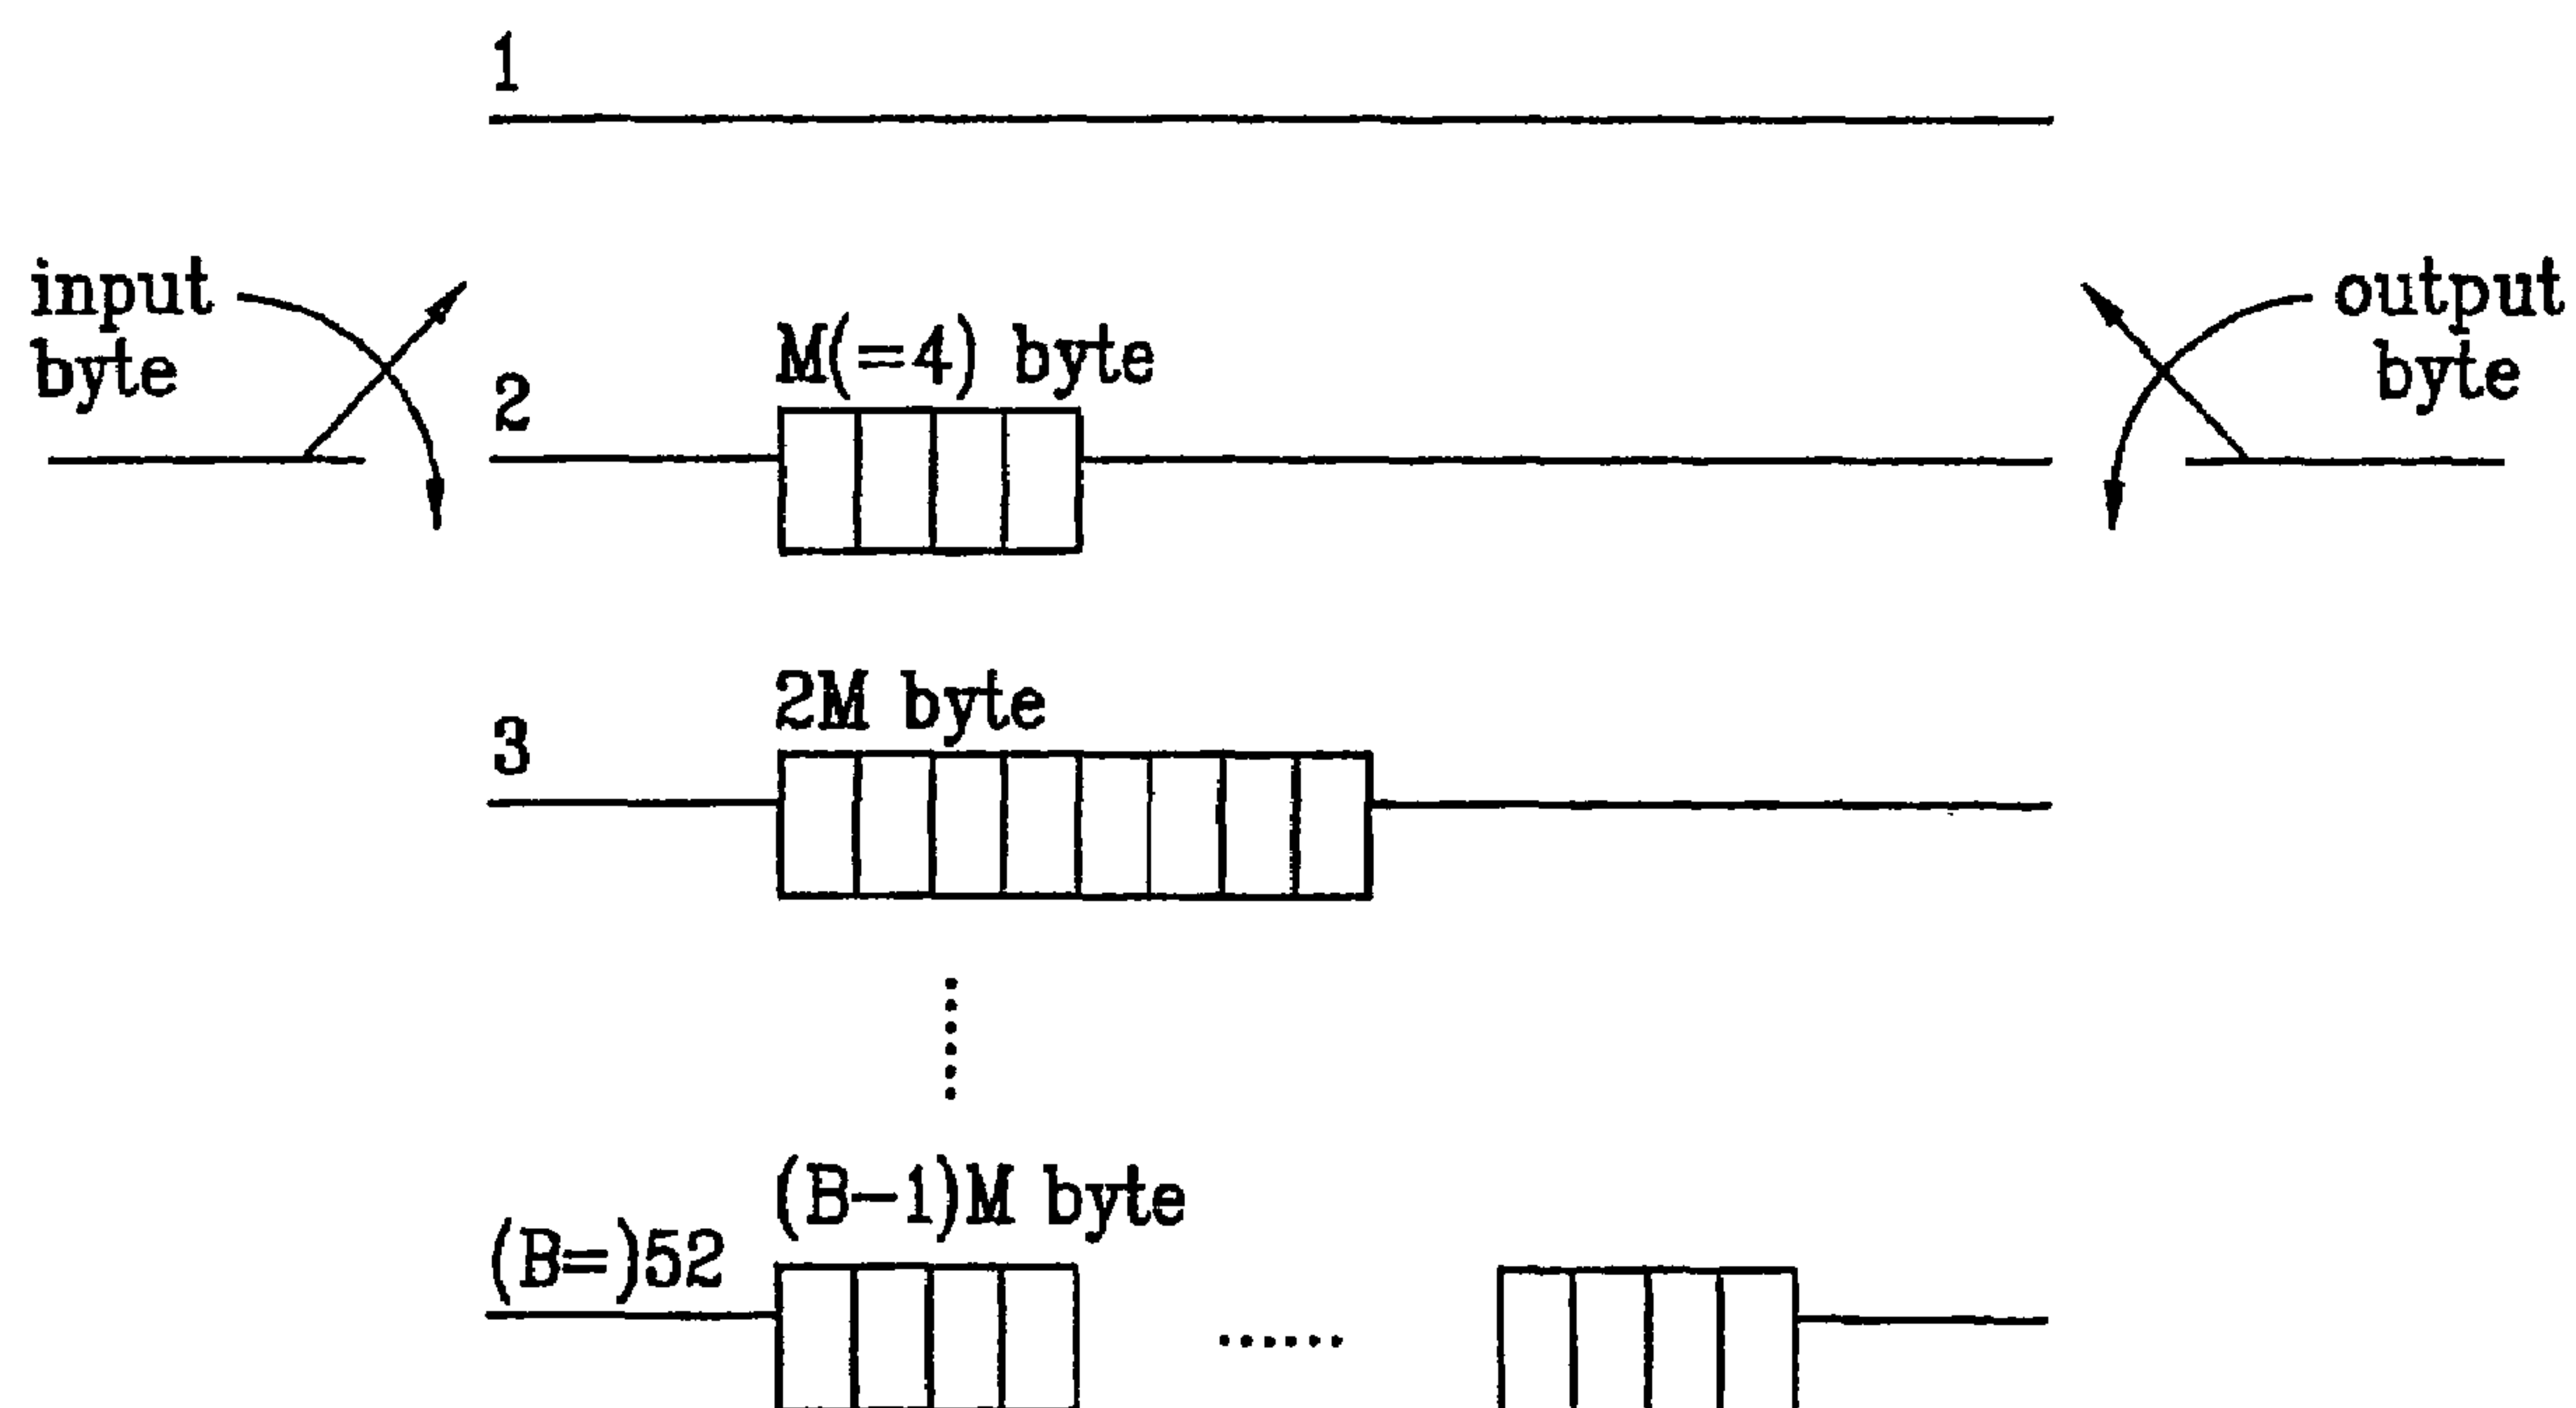 1
input
byte
output
byte
M(=4) byte
2
2M byte
3
(B-1)M byte
(B=)52